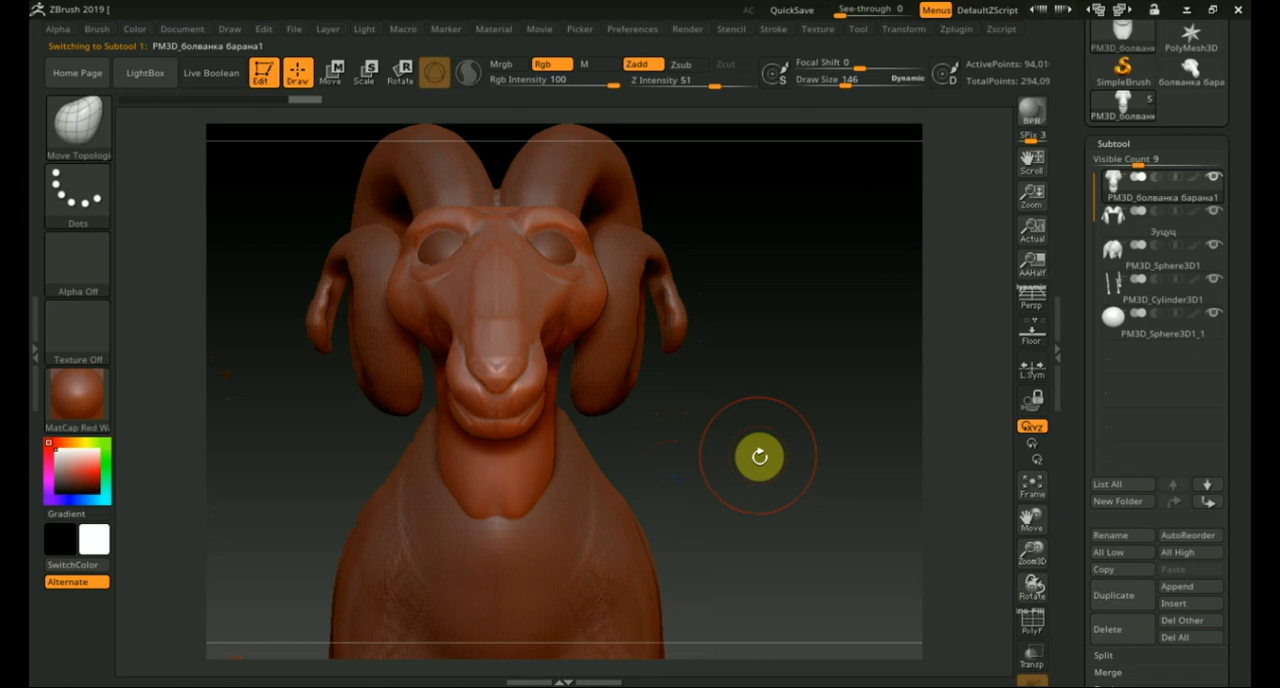 ZBrush 2019 [
AC
QuickSave
See-through 0
Menus
DefaultZScript
Alpha Brush Color Document Draw Edit File Layer Light Macro Marker Material Movie Picker Preferences Render Stencil Stroke Texture Tool Transform Zplugin Zscript
Switching to Subtool 1: PM3D_болванка барана1
Home Page
LightBox
Live Boolean
Edit
Draw
Move
Scale
Rotate
Mrgb Rgb M
Rgb Intensity 100
Zadd Zsub Zcut
Z Intensity 51
Focal Shift 0
Draw Size 146
Dynamic
ActivePoints: 94,01
TotalPoints: 294,09
Move Topologi
Dots
Alpha Off
Texture Off
MatCap Red W
Gradient
SwitchColor
Alternate
BPR
SPix 3
Scroll
Zoom
Actual
AAHalf
Persp
Floor
L.Sym
XYZ
Frame
Move
Zoom3D
Rotate
PolyF
Transp
PM3D_болванк
PolyMesh3D
SimpleBrush
болванка бара
5
PM3D_болванк
Subtool
Visible Count 9
PM3D_болванка барана1
3уцуц
PM3D_Sphere3D1
PM3D_Cylinder3D1
PM3D_Sphere3D1_1
List All
New Folder
Rename
AutoReorder
All Low
All High
Copy
Paste
Duplicate
Append
Insert
Delete
Del Other
Del All
Split
Merge